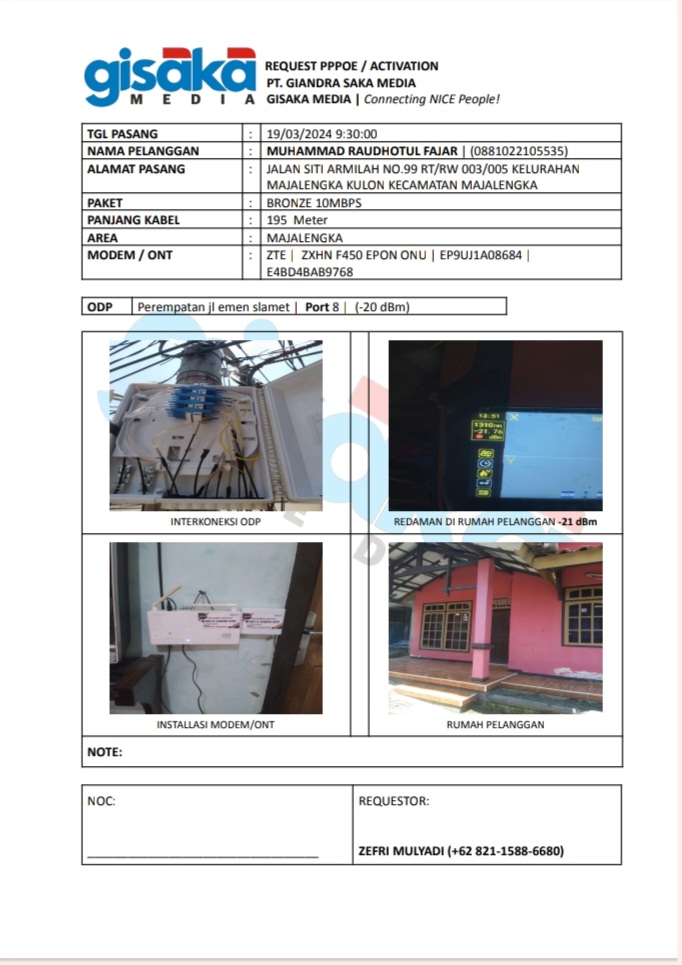 gisaka
MEDIA
REQUEST PPPOE / ACTIVATION
PT. GIANDRA SAKA MEDIA
GISAKA MEDIA | Connecting NICE People!
TGL PASANG : 19/03/2024 9:30:00
NAMA PELANGGAN : MUHAMMAD RAUDHOTUL FAJAR | (0881022105535)
ALAMAT PASANG : JALAN SITI ARMILAH NO.99 RT/RW 003/005 KELURAHAN
MAJALENGKA KULON KECAMATAN MAJALENGKA
PAKET : BRONZE 10MBPS
PANJANG KABEL : 195 Meter
AREA : MAJALENGKA
MODEM / ONT : ZTE | ZXHN F450 EPON ONU | EP9UJ1A08684 |
E4BD4BAB9768
ODP Perempatan jl emen slamet | Port 8 | (-20 dBm)
13:51
1310nm
-21.76
dBm
INTERKONEKSI ODP
REDAMAN DI RUMAH PELANGGAN -21 dBm
INSTALLASI MODEM/ONT
RUMAH PELANGGAN
NOTE:
NOC:
REQUESTOR:
ZEFRI MULYADI (+62 821-1588-6680)